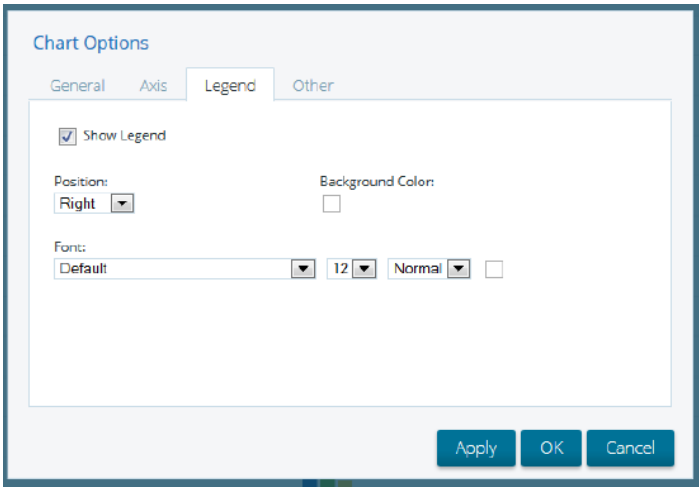 Chart Options
General Axis Legend Other
Show Legend
Position: Background Color:
Right
Font:
Default 12 Normal
Apply OK Cancel